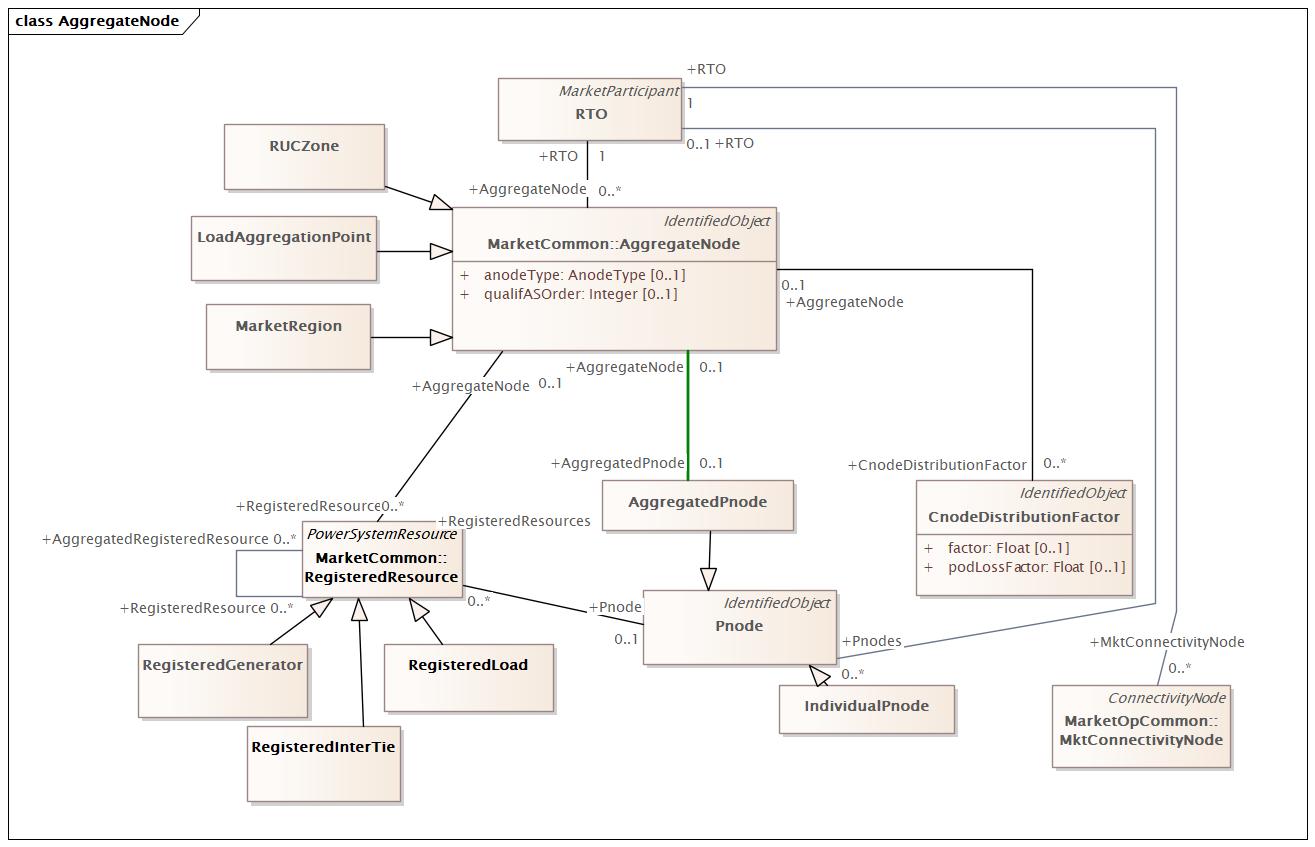 class AggregateNode
+RTO
MarketParticipant
RTO
1
0..1 +RTO
+RTO 1
RUCZone
+AggregateNode 0..*
LoadAggregationPoint
IdentifiedObject
MarketCommon::AggregateNode
+ anodeType: AnodeType [0..1]
+ qualifASOrder: Integer [0..1]
0..1
+AggregateNode
MarketRegion
+AggregateNode 0..1
+AggregateNode 0..1
+AggregatedPnode 0..1
+CnodeDistributionFactor 0..*
AggregatedPnode
IdentifiedObject
CnodeDistributionFactor
+ factor: Float [0..1]
+ podLossFactor: Float [0..1]
+RegisteredResource0..*
+RegisteredResources
PowerSystemResource
MarketCommon::
RegisteredResource
+AggregatedRegisteredResource 0..*
+RegisteredResource 0..*
0..*
+Pnode
0..1
IdentifiedObject
Pnode
+Pnodes
0..*
+MktConnectivityNode
0..*
RegisteredGenerator
RegisteredLoad
RegisteredInterTie
IndividualPnode
ConnectivityNode
MarketOpCommon::
MktConnectivityNode